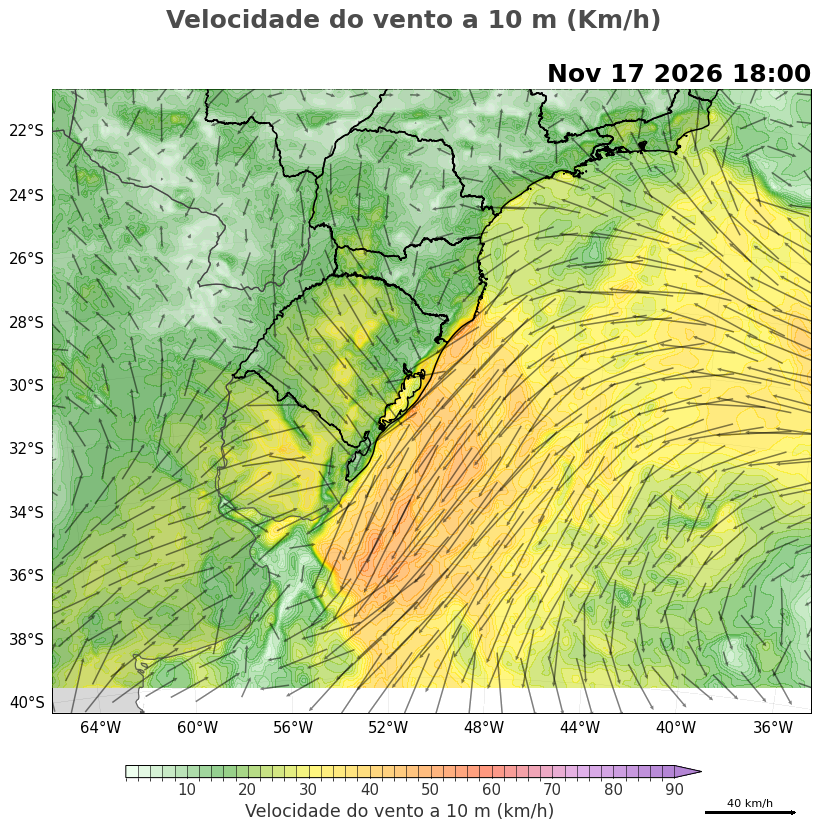 Velocidade do vento a 10 m (Km/h)
Nov 17 2026 18:00
22°S
24°S
26°S
28°S
30°S
32°S
34°S
36°S
38°S
40°S
64°W 60°W 56°W 52°W 48°W 44°W 40°W 36°W
10 20 30 40 50 60 70 80 90
Velocidade do vento a 10 m (km/h)
40 km/h